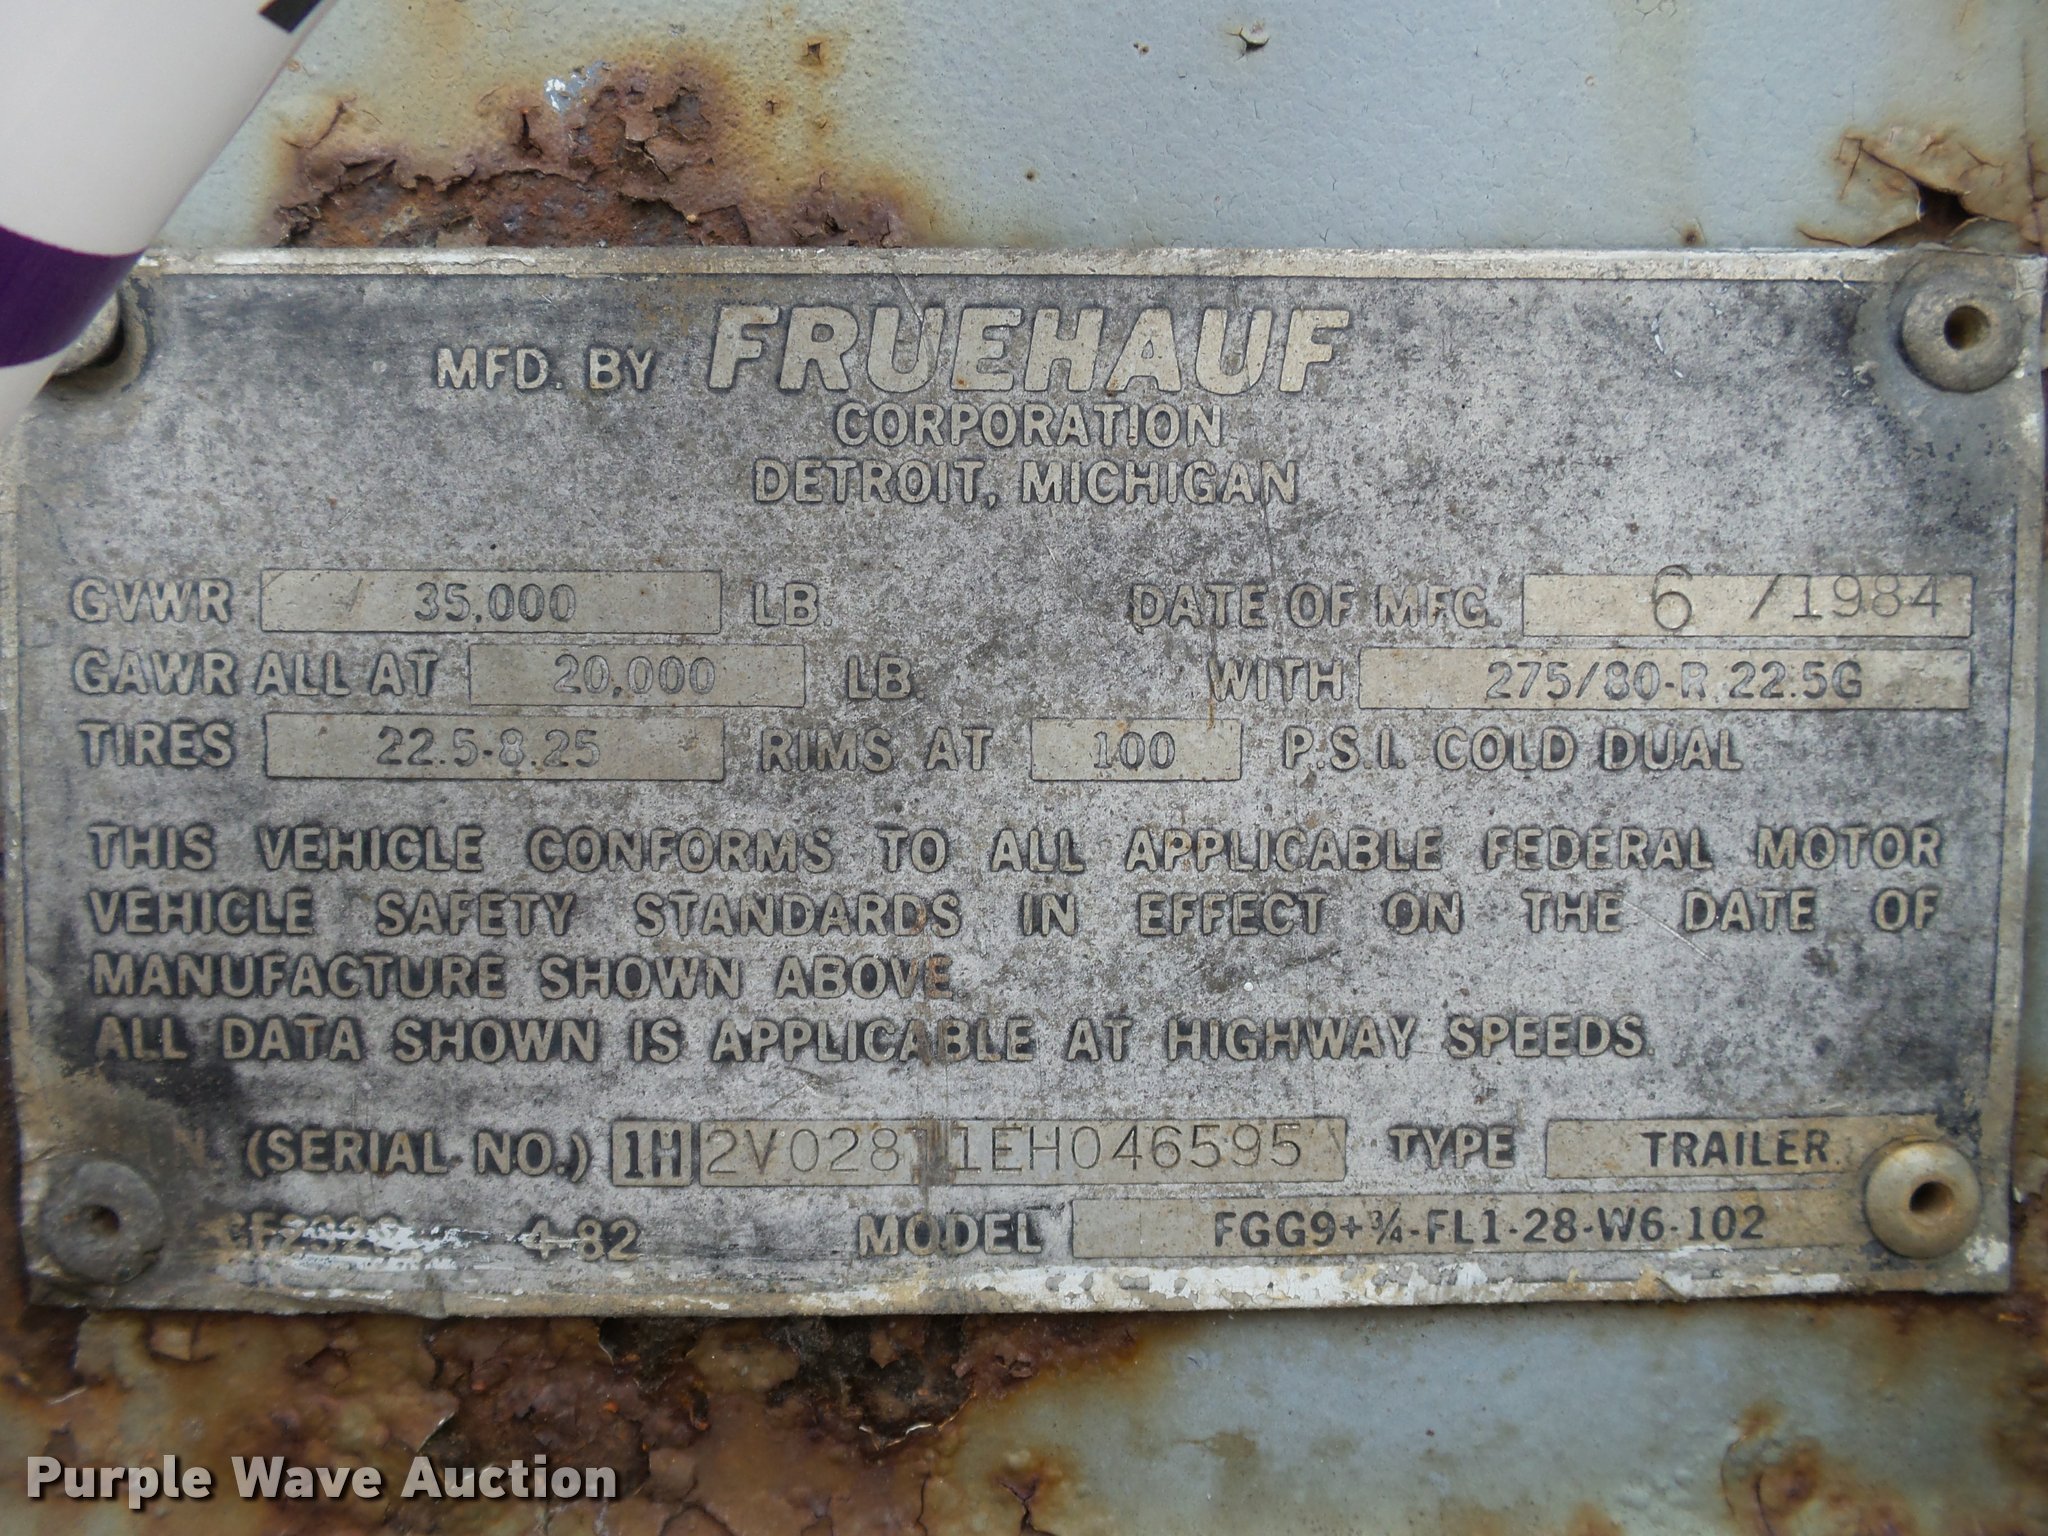 MFD. BY FRUEHAUF
CORPORATION
DETROIT, MICHIGAN
GVWR 35,000 LB. DATE OF MFG. 6 / 1984
GAWR ALL AT 20,000 LB. WITH 275/80-R 22.5G
TIRES 22.5-8.25 RIMS AT 100 P.S.I. COLD DUAL
THIS VEHICLE CONFORMS TO ALL APPLICABLE FEDERAL MOTOR
VEHICLE SAFETY STANDARDS IN EFFECT ON THE DATE OF
MANUFACTURE SHOWN ABOVE.
ALL DATA SHOWN IS APPLICABLE AT HIGHWAY SPEEDS.
(SERIAL NO.) 1H TYPE TRAILER
4-82 MODEL FGG9+¾-FL1-28-W6-102
Purple Wave Auction